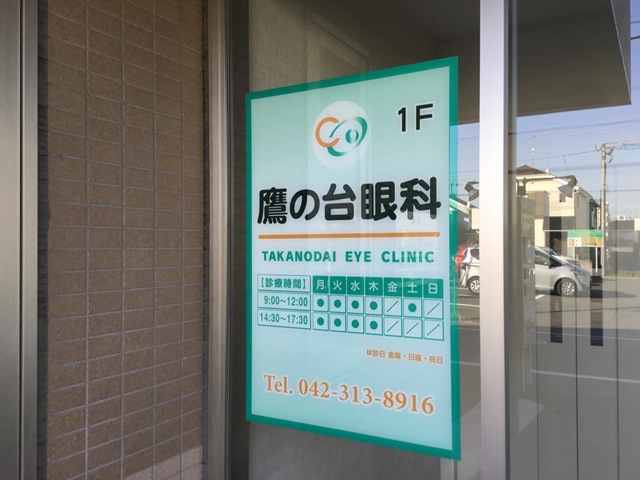 1F
鷹の台眼科
TAKANODAI EYE CLINIC
【診療時間】 月 火 水 木 金 土 日
9:00〜12:00 ● ● ● ● ／ ● ／
14:30〜17:30 ● ● ● ● ／ ／ ／
休診日 金曜・日曜・祝日
Tel. 042-313-8916